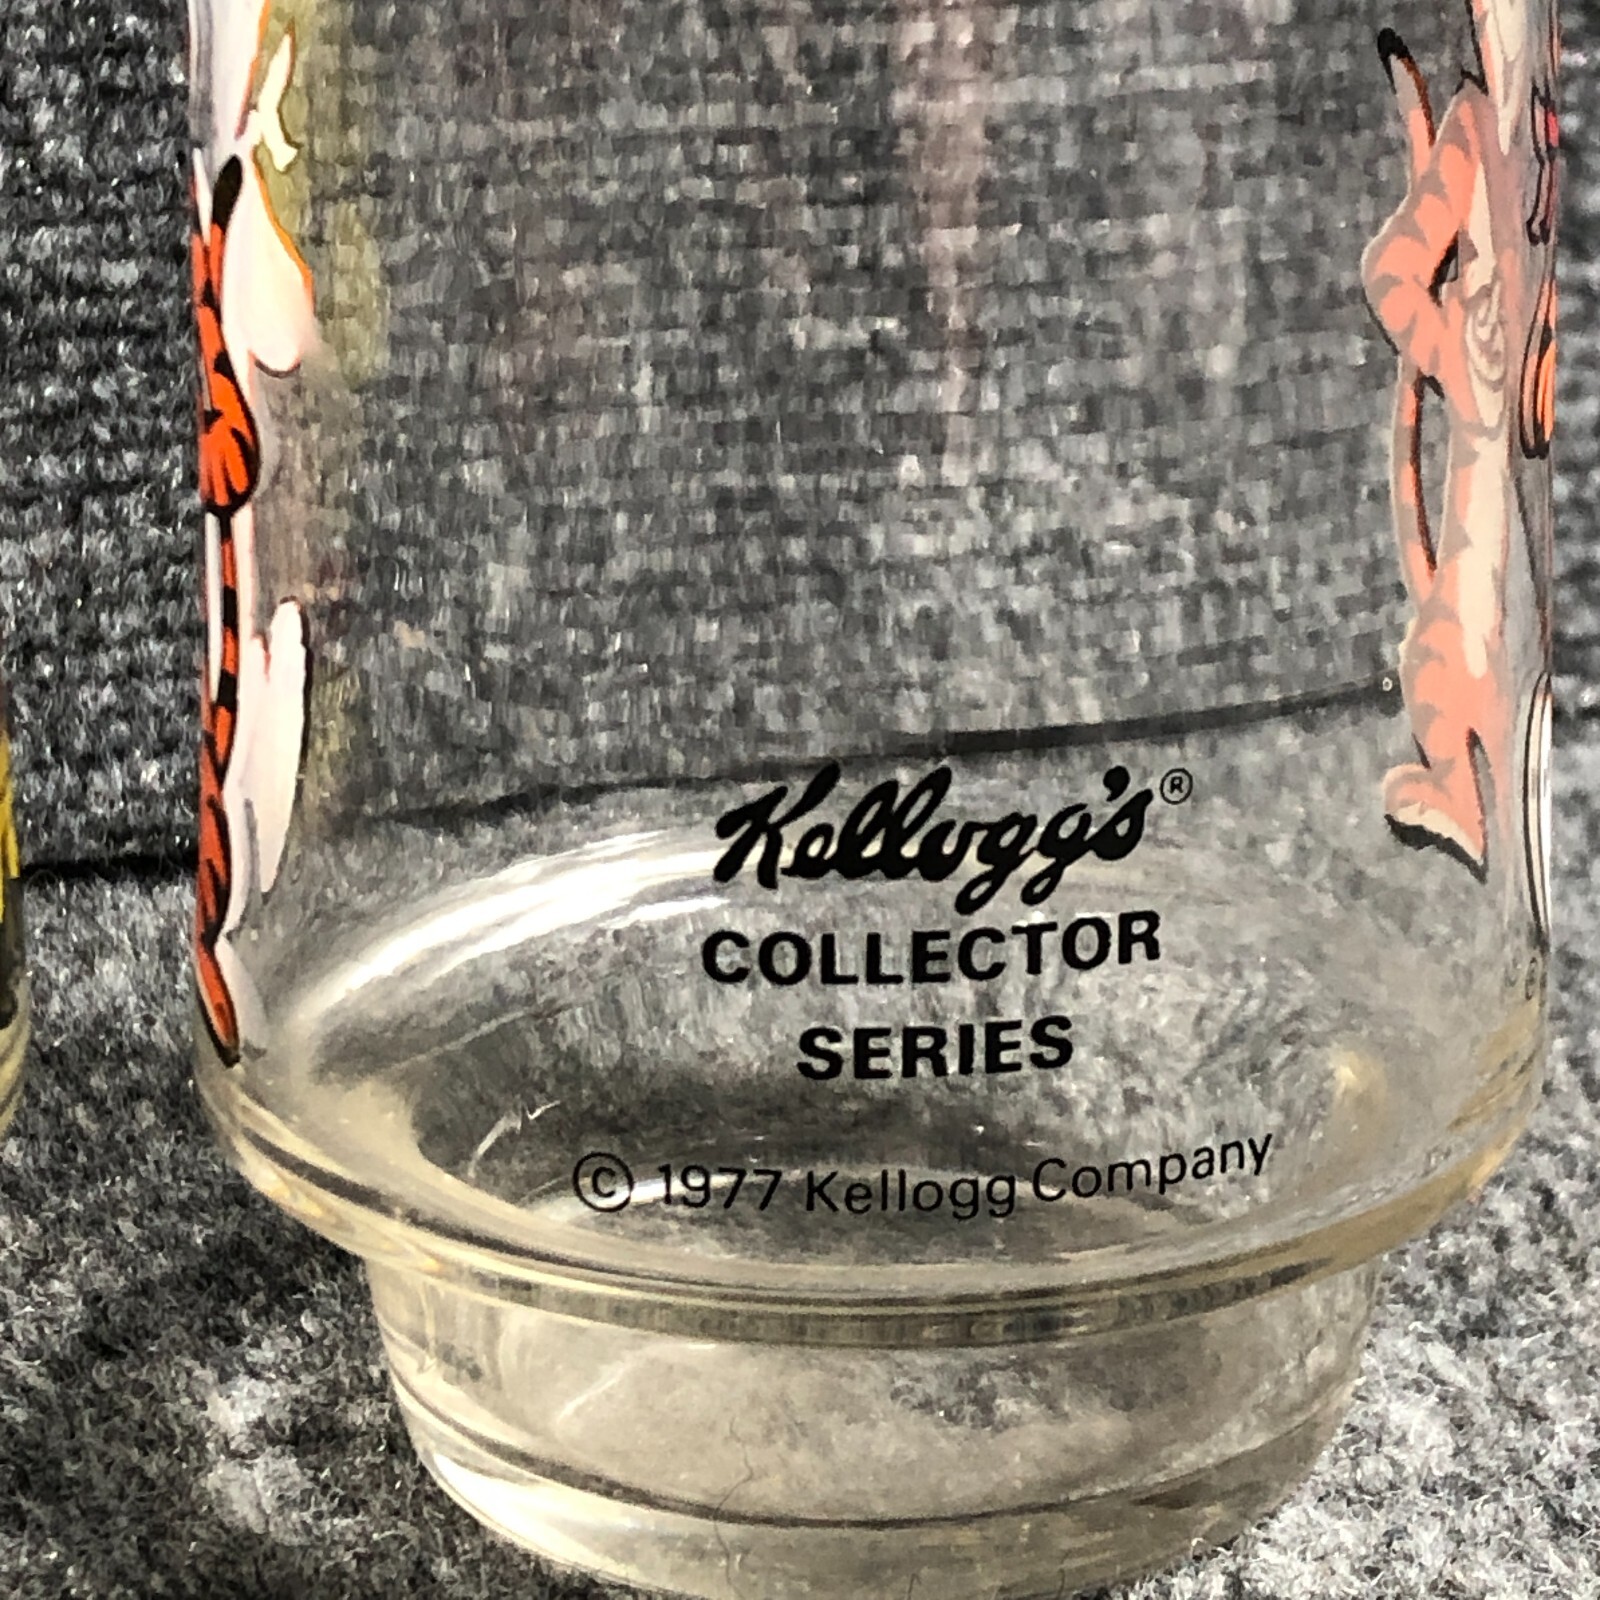 Kellogg's®
COLLECTOR
SERIES
© 1977 Kellogg Company